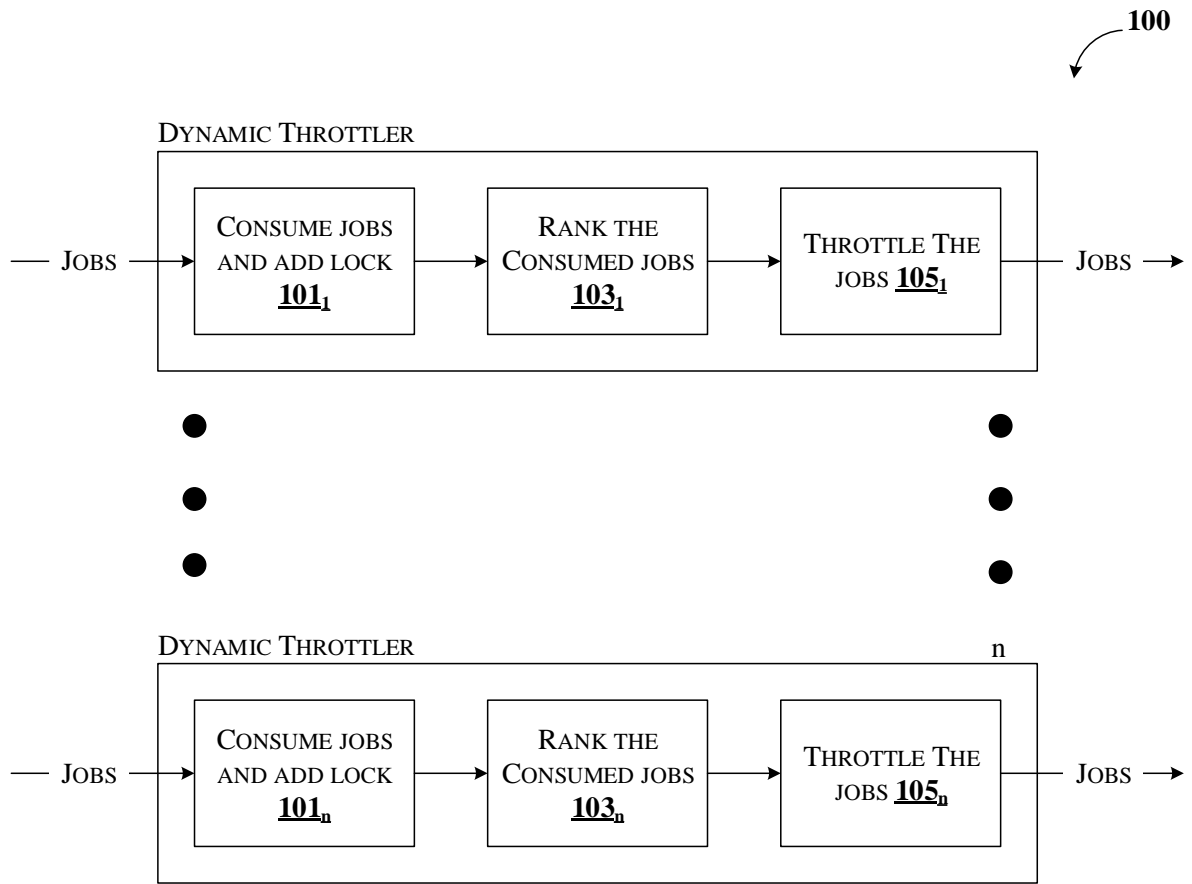 100
DYNAMIC THROTTLER
JOBS
CONSUME JOBS
AND ADD LOCK
101₁
RANK THE
CONSUMED JOBS
103₁
THROTTLE THE
JOBS 105₁
JOBS
DYNAMIC THROTTLER
n
JOBS
CONSUME JOBS
AND ADD LOCK
101ₙ
RANK THE
CONSUMED JOBS
103ₙ
THROTTLE THE
JOBS 105ₙ
JOBS